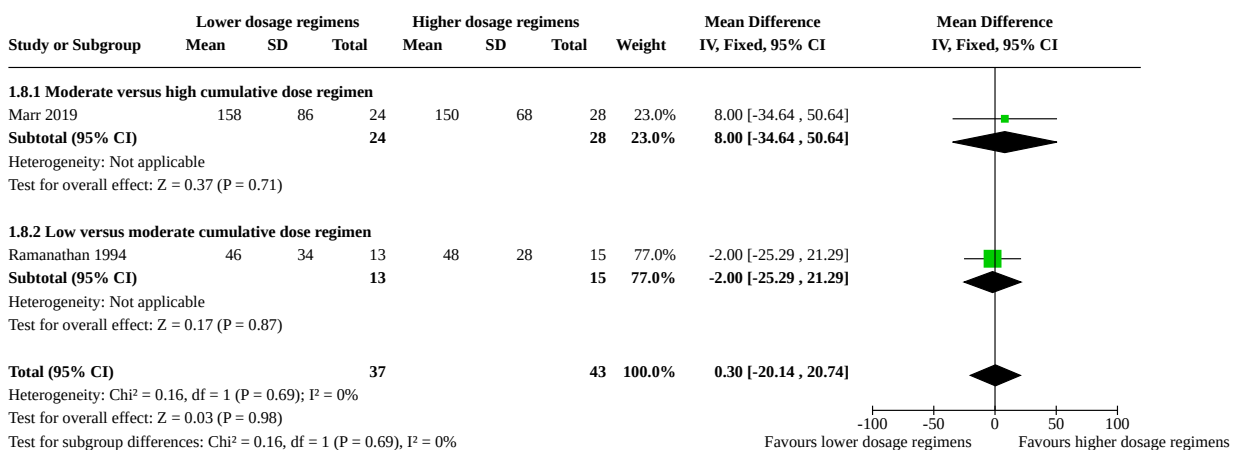 Lower dosage regimens Higher dosage regimens Mean Difference Mean Difference
Study or Subgroup Mean SD Total Mean SD Total Weight IV, Fixed, 95% CI IV, Fixed, 95% CI
1.8.1 Moderate versus high cumulative dose regimen
Marr 2019 158 86 24 150 68 28 23.0% 8.00 [-34.64 , 50.64]
Subtotal (95% CI) 24 28 23.0% 8.00 [-34.64 , 50.64]
Heterogeneity: Not applicable
Test for overall effect: Z = 0.37 (P = 0.71)
1.8.2 Low versus moderate cumulative dose regimen
Ramanathan 1994 46 34 13 48 28 15 77.0% -2.00 [-25.29 , 21.29]
Subtotal (95% CI) 13 15 77.0% -2.00 [-25.29 , 21.29]
Heterogeneity: Not applicable
Test for overall effect: Z = 0.17 (P = 0.87)
Total (95% CI) 37 43 100.0% 0.30 [-20.14 , 20.74]
Heterogeneity: Chi² = 0.16, df = 1 (P = 0.69); I² = 0%
Test for overall effect: Z = 0.03 (P = 0.98)
-100 -50 0 50 100
Test for subgroup differences: Chi² = 0.16, df = 1 (P = 0.69), I² = 0% Favours lower dosage regimens Favours higher dosage regimens